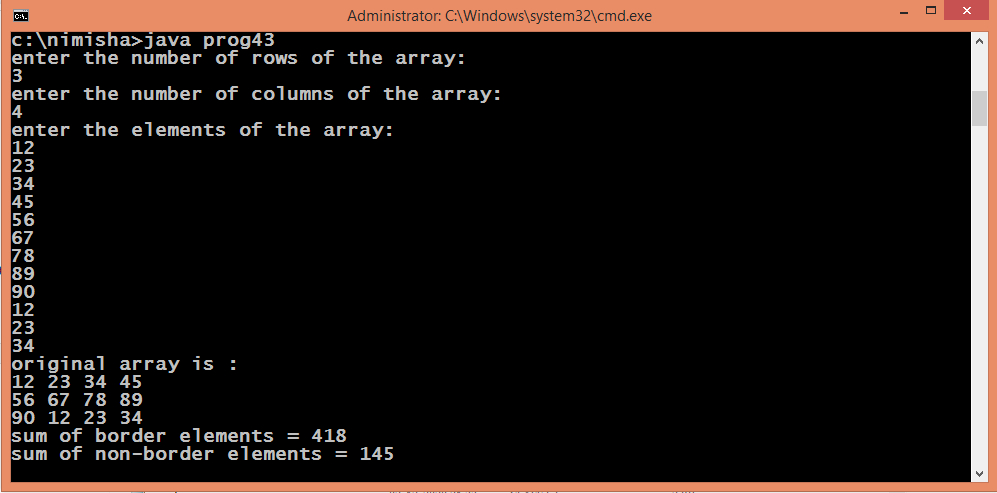 Administrator: C:\Windows\system32\cmd.exe
c:\nimisha>java prog43
enter the number of rows of the array:
3
enter the number of columns of the array:
4
enter the elements of the array:
12
23
34
45
56
67
78
89
90
12
23
34
original array is :
12 23 34 45
56 67 78 89
90 12 23 34
sum of border elements = 418
sum of non-border elements = 145